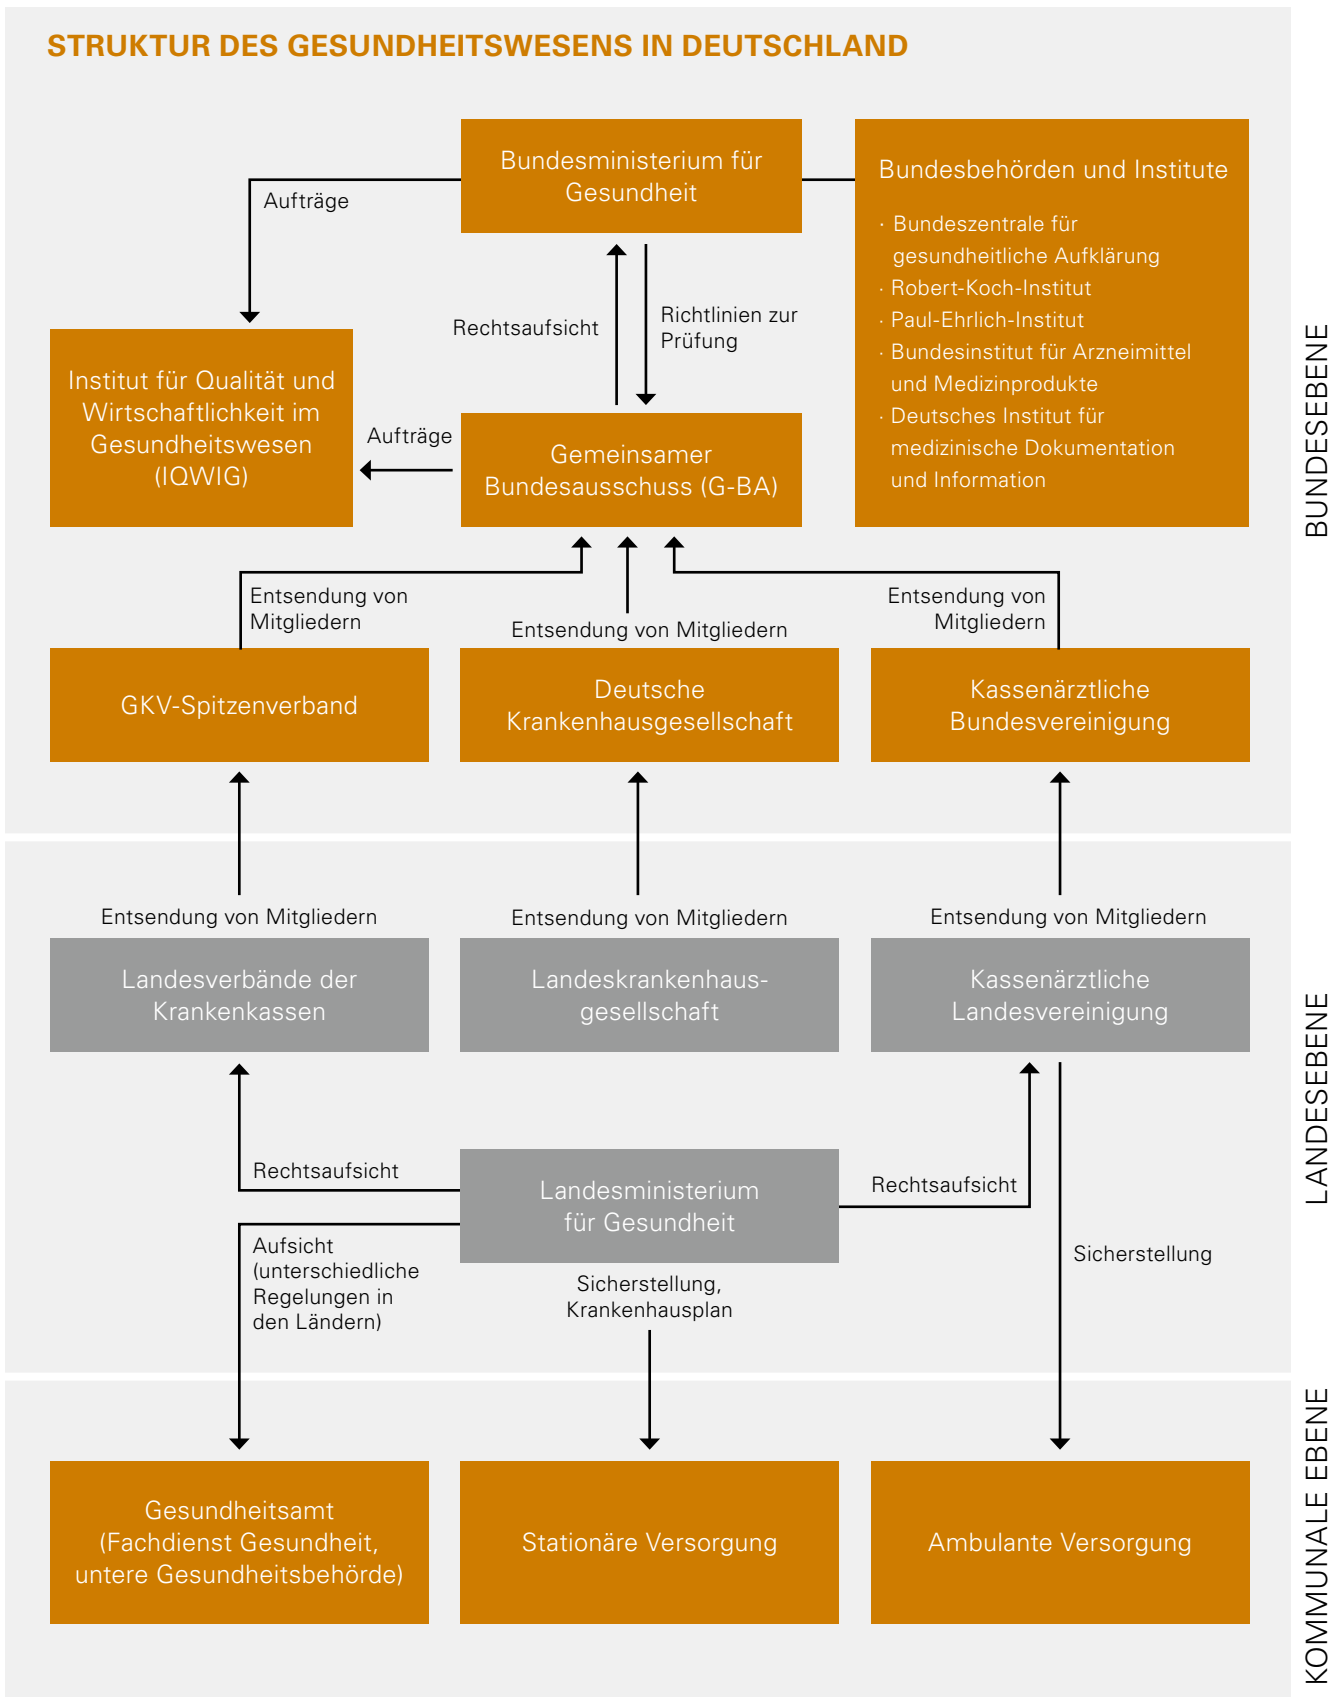 STRUKTUR DES GESUNDHEITSWESENS IN DEUTSCHLAND
Bundesministerium für
Gesundheit
Bundesbehörden und Institute
· Bundeszentrale für
gesundheitliche Aufklärung
· Robert-Koch-Institut
· Paul-Ehrlich-Institut
· Bundesinstitut für Arzneimittel
und Medizinprodukte
· Deutsches Institut für
medizinische Dokumentation
und Information
Aufträge
Rechtsaufsicht
Richtlinien zur
Prüfung
Institut für Qualität und
Wirtschaftlichkeit im
Gesundheitswesen
(IQWIG)
Aufträge
Gemeinsamer
Bundesausschuss (G-BA)
Entsendung von
Mitgliedern
Entsendung von Mitgliedern
Entsendung von
Mitgliedern
GKV-Spitzenverband
Deutsche
Krankenhausgesellschaft
Kassenärztliche
Bundesvereinigung
BUNDESEBENE
Entsendung von Mitgliedern
Entsendung von Mitgliedern
Entsendung von Mitgliedern
Landesverbände der
Krankenkassen
Landeskrankenhaus-
gesellschaft
Kassenärztliche
Landesvereinigung
Rechtsaufsicht
Landesministerium
für Gesundheit
Rechtsaufsicht
Aufsicht
(unterschiedliche
Regelungen in
den Ländern)
Sicherstellung,
Krankenhausplan
Sicherstellung
LANDESEBENE
Gesundheitsamt
(Fachdienst Gesundheit,
untere Gesundheitsbehörde)
Stationäre Versorgung
Ambulante Versorgung
KOMMUNALE EBENE